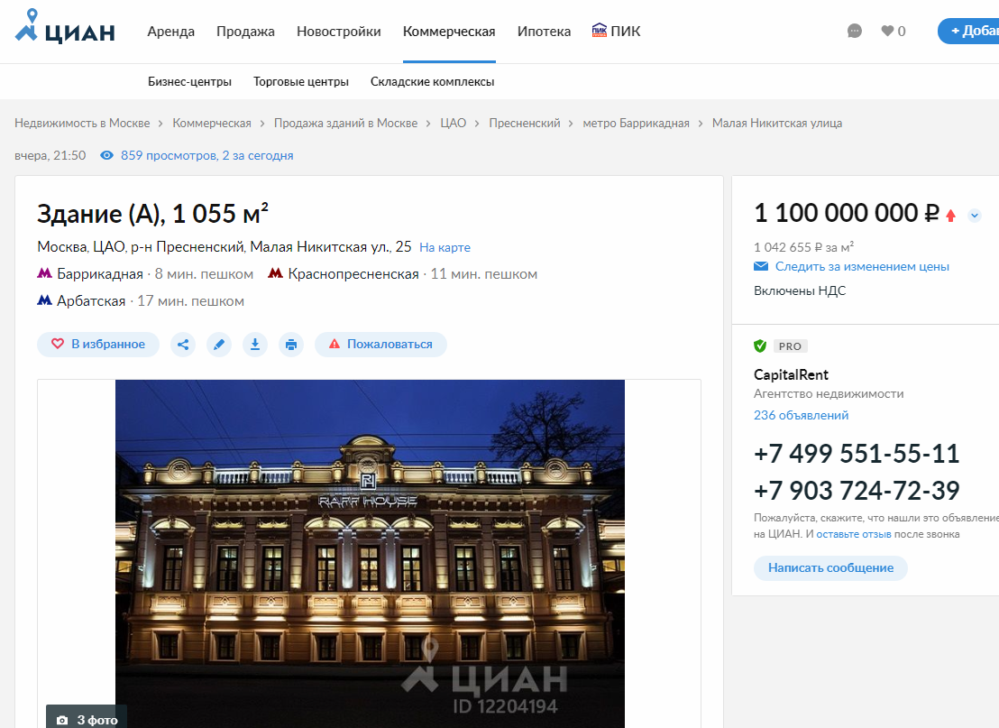 ЦИАН
Аренда Продажа Новостройки Коммерческая Ипотека ПИК ПИК
0
+ Доба
Бизнес-центры Торговые центры Складские комплексы
Недвижимость в Москве > Коммерческая > Продажа зданий в Москве > ЦАО > Пресненский > метро Баррикадная > Малая Никитская улица
вчера, 21:50 859 просмотров, 2 за сегодня
Здание (А), 1 055 м²
Москва, ЦАО, р-н Пресненский, Малая Никитская ул., 25 На карте
Баррикадная · 8 мин. пешком Краснопресненская · 11 мин. пешком
Арбатская · 17 мин. пешком
В избранное Пожаловаться
RAFF HOUSE
ЦИАН
ID 12204194
3 фото
1 100 000 000 ₽
1 042 655 ₽ за м²
Следить за изменением цены
Включены НДС
PRO
CapitalRent
Агентство недвижимости
236 объявлений
+7 499 551-55-11
+7 903 724-72-39
Пожалуйста, скажите, что нашли это объявление
на ЦИАН. И оставьте отзыв после звонка
Написать сообщение